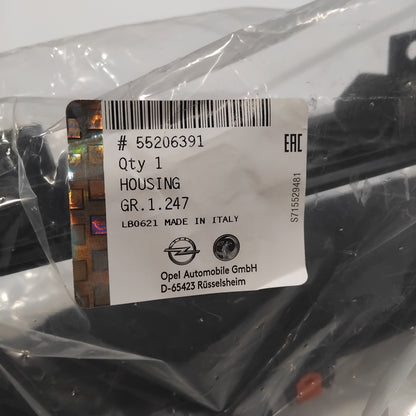 # 55206391
EAC
Qty 1
HOUSING
GR.1.247
LB0621 MADE IN ITALY
S715529481
Opel Automobile GmbH
D-65423 Rüsselsheim